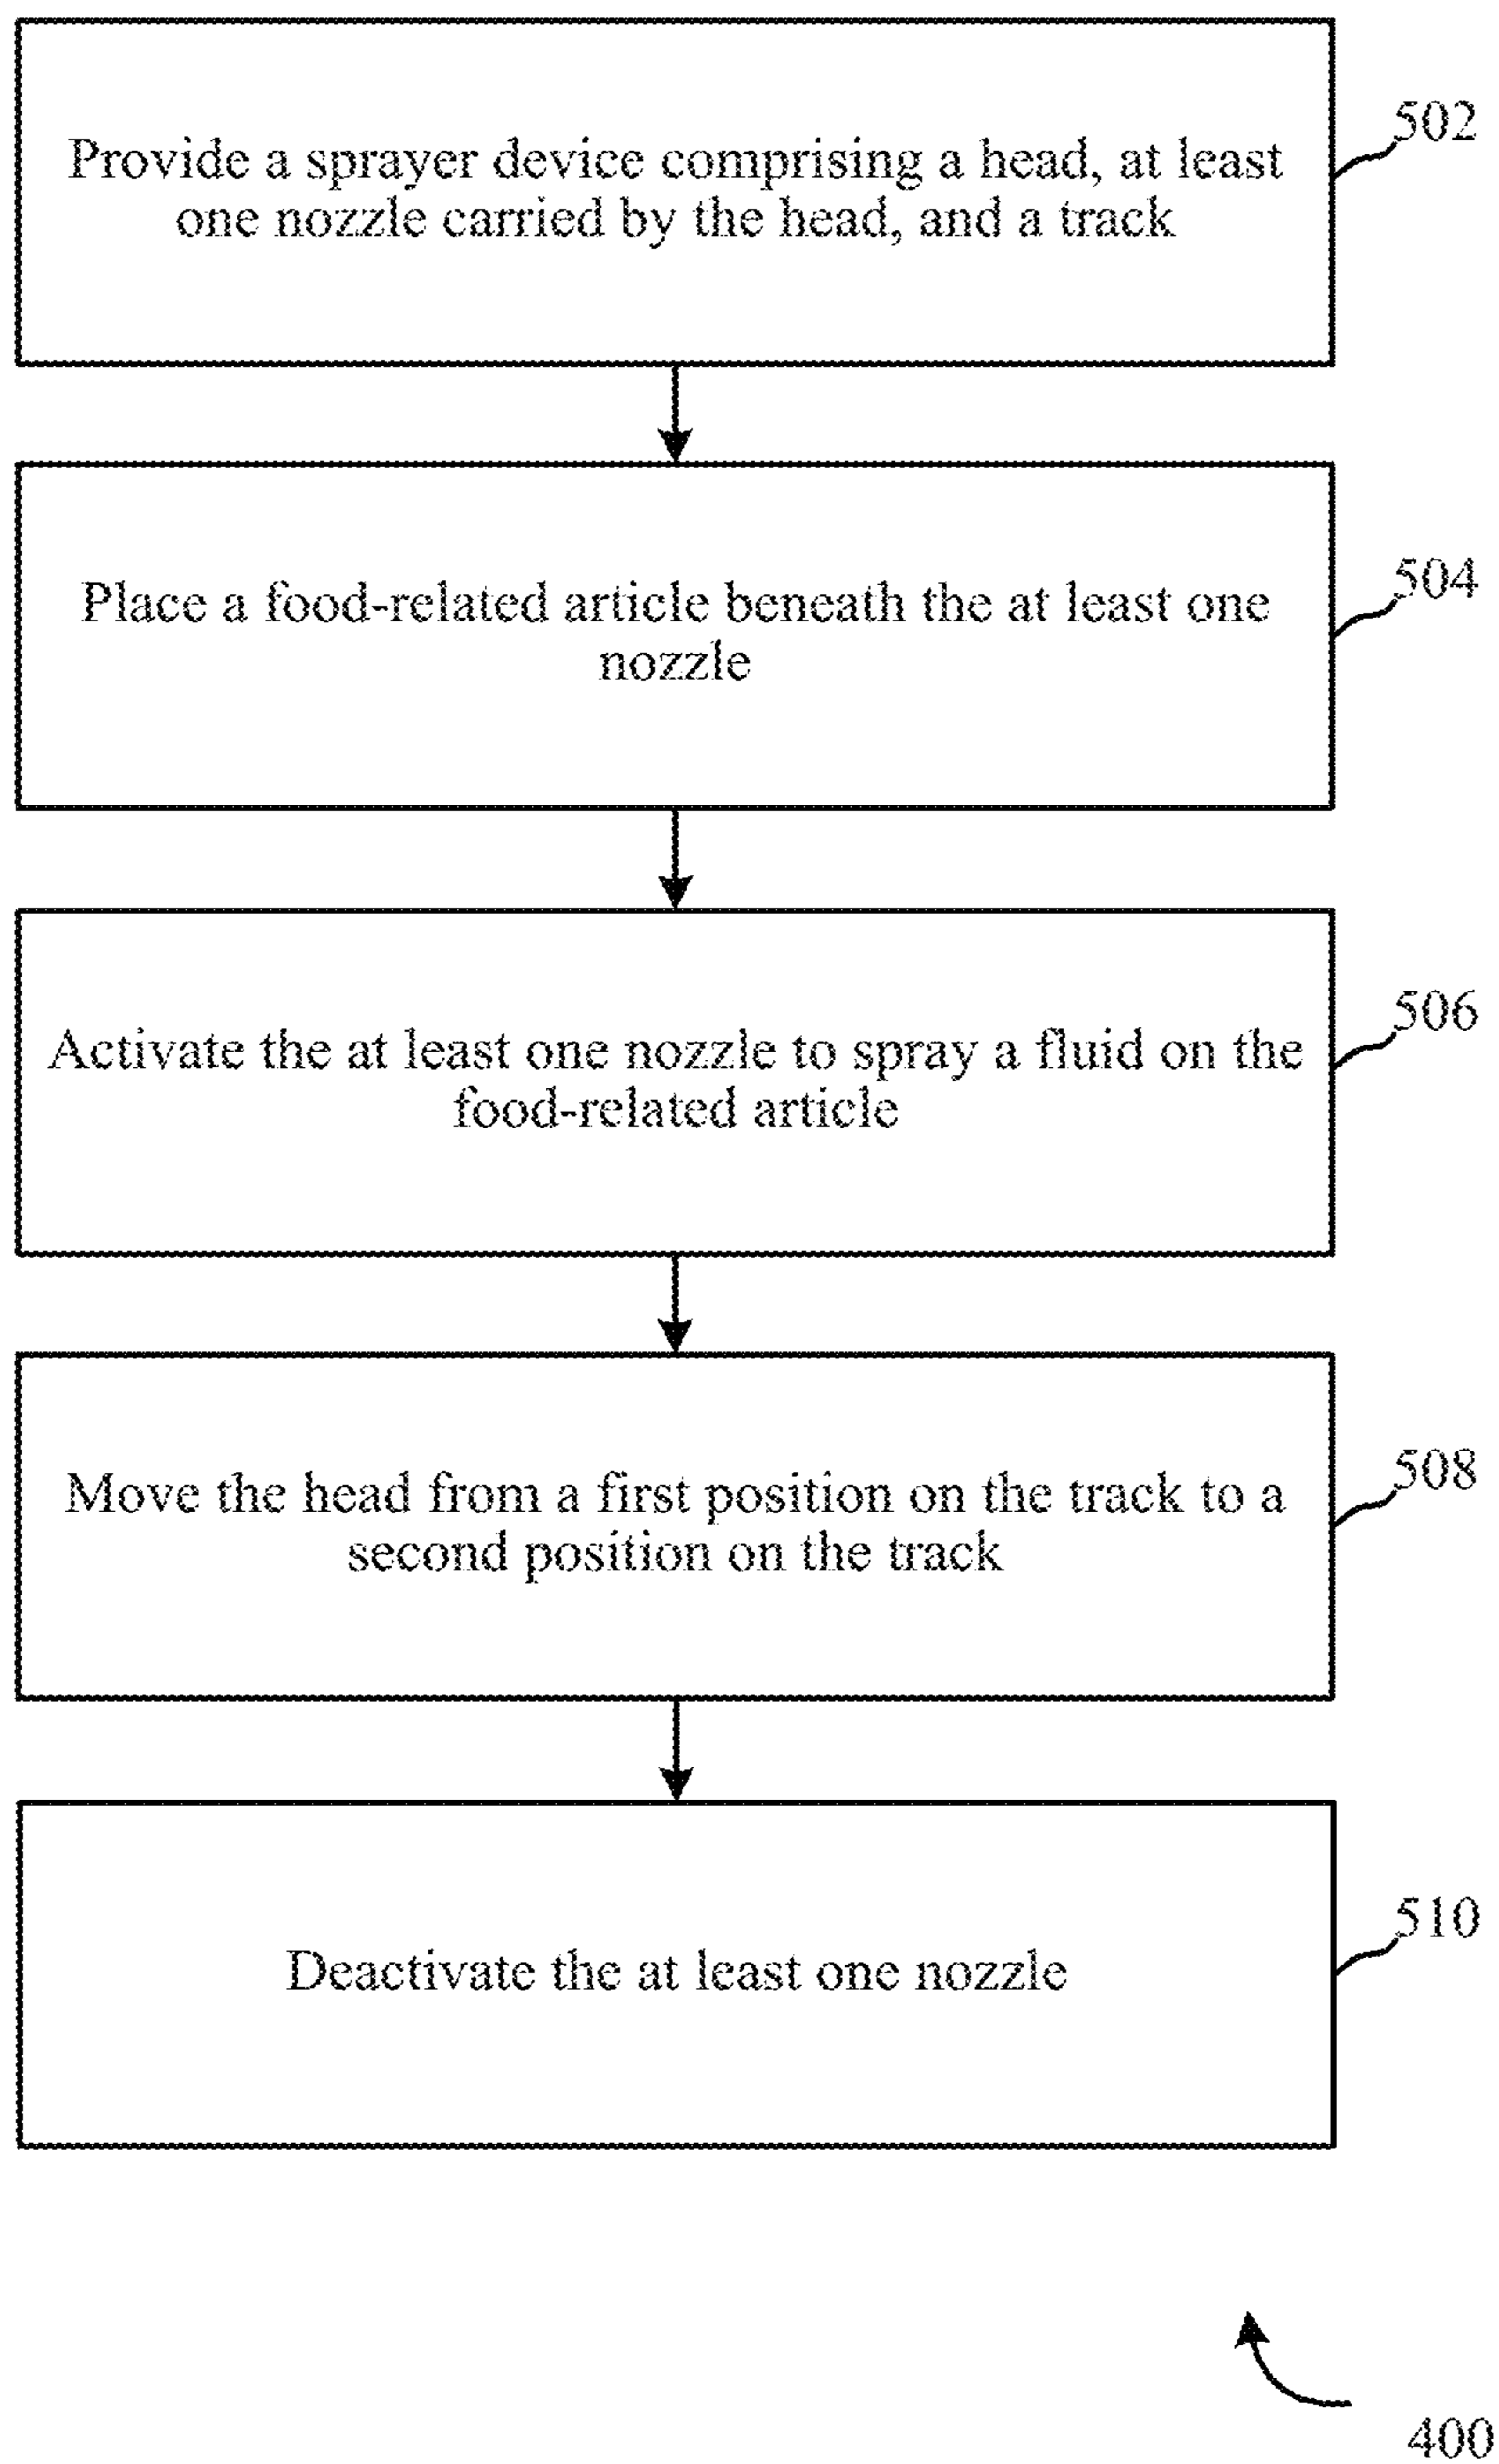 Provide a sprayer device comprising a head, at least
one nozzle carried by the head, and a track
502
Place a food-related article beneath the at least one
nozzle
504
Activate the at least one nozzle to spray a fluid on the
food-related article
506
Move the head from a first position on the track to a
second position on the track
508
Deactivate the at least one nozzle
510
400